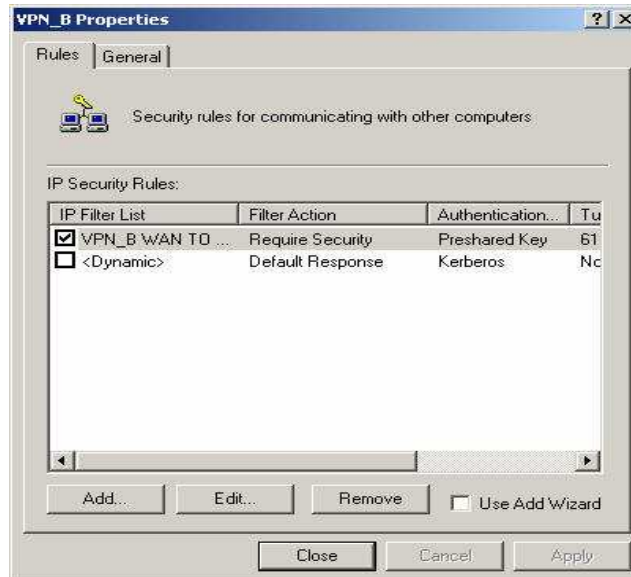 VPN_B Properties
Rules General
Security rules for communicating with other computers
IP Security Rules:
IP Filter List Filter Action Authentication... Tu
VPN_B WAN TO ... Require Security Preshared Key 61
<Dynamic> Default Response Kerberos Nc
Add... Edit... Remove Use Add Wizard
Close Cancel Apply